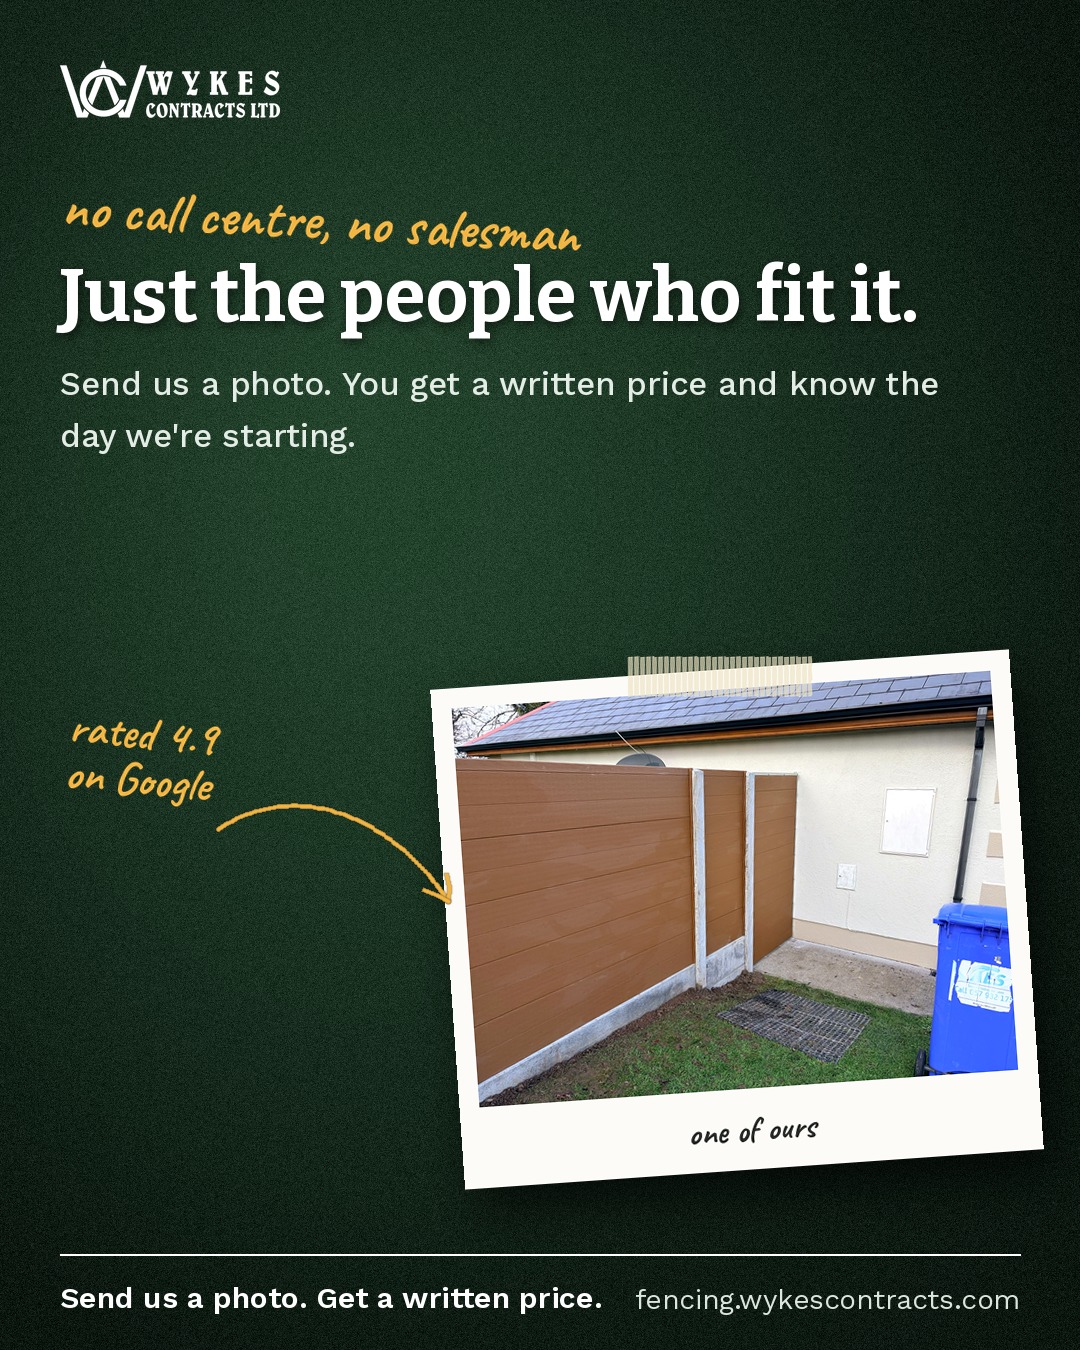 WYKES
CONTRACTS LTD
no call centre, no salesman
Just the people who fit it.
Send us a photo. You get a written price and know the
day we're starting.
rated 4.9
on Google
one of ours
Send us a photo. Get a written price.
fencing.wykescontracts.com